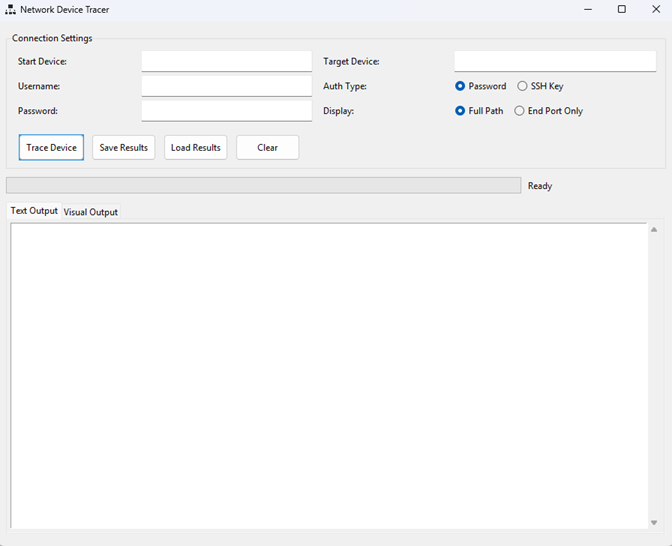 Network Device Tracer
Connection Settings
Start Device: Target Device:
Username: Auth Type: Password SSH Key
Password: Display: Full Path End Port Only
Trace Device Save Results Load Results Clear
Ready
Text Output Visual Output